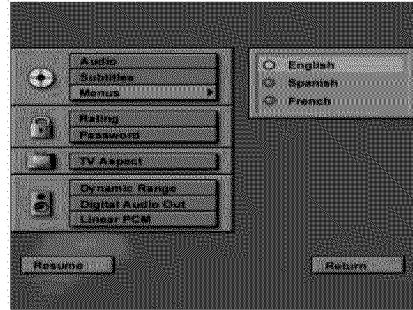 Audio
Subtitles
Menus
English
Spanish
French
Rating
Password
TV Aspect
Dynamic Range
Digital Audio Out
Linear PCM
Resume
Return